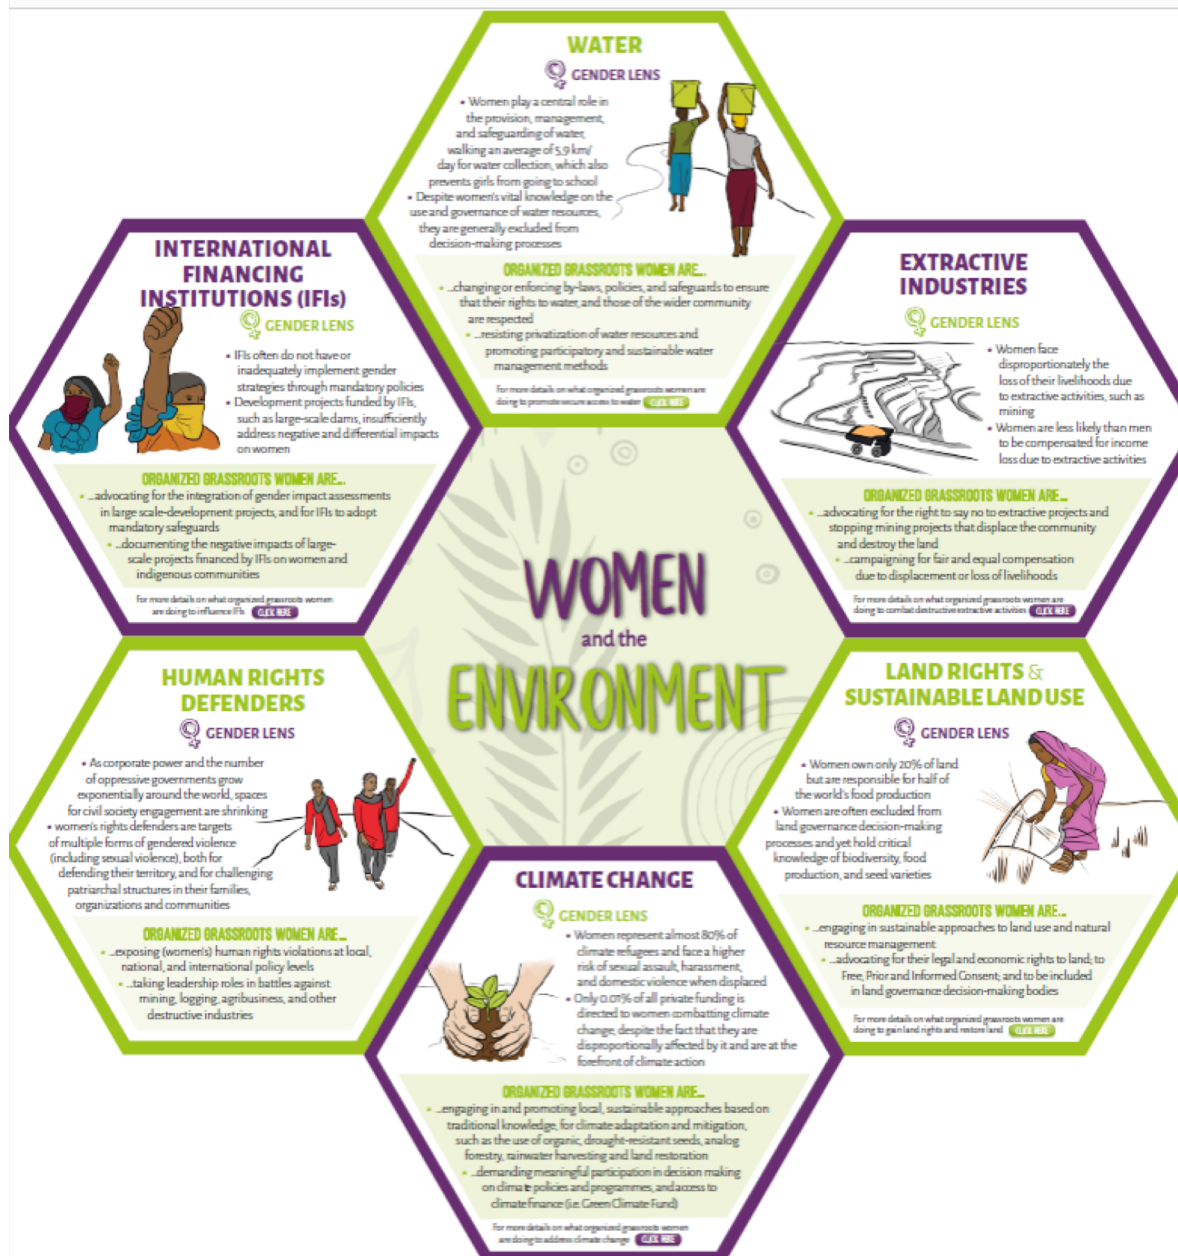 WATER
GENDER LENS
• Women play a central role in
the provision, management,
and safeguarding of water,
walking an average of 5,9 km/
day for water collection, which also
prevents girls from going to school
• Despite women's vital knowledge on the
use and governance of water resources,
they are generally excluded from
decision-making processes
ORGANIZED GRASSROOTS WOMEN ARE...
• ...changing or enforcing by-laws, policies, and safeguards to ensure
that their rights to water, and those of the wider community
are respected
• ...resisting privatization of water resources and
promoting participatory and sustainable water
management methods
For more details on what organized grassroots women are
doing to promote secure access to water CLICK HERE
INTERNATIONAL
FINANCING
INSTITUTIONS (IFIs)
GENDER LENS
• IFIs often do not have or
inadequately implement gender
strategies through mandatory policies
• Development projects funded by IFIs,
such as large-scale dams, insufficiently
address negative and differential impacts
on women
ORGANIZED GRASSROOTS WOMEN ARE...
• ...advocating for the integration of gender impact assessments
in large scale-development projects, and for IFIs to adopt
mandatory safeguards
• ...documenting the negative impacts of large-
scale projects financed by IFIs on women and
indigenous communities
For more details on what organized grassroots women
are doing to influence IFIs CLICK HERE
EXTRACTIVE
INDUSTRIES
GENDER LENS
• Women face
disproportionately the
loss of their livelihoods due
to extractive activities, such as
mining
• Women are less likely than men
to be compensated for income
loss due to extractive activities
ORGANIZED GRASSROOTS WOMEN ARE...
• ...advocating for the right to say no to extractive projects and
stopping mining projects that displace the community
and destroy the land
• ...campaigning for fair and equal compensation
due to displacement or loss of livelihoods
For more details on what organized grassroots women are
doing to combat destructive extractive activities CLICK HERE
WOMEN
and the
ENVIRONMENT
HUMAN RIGHTS
DEFENDERS
GENDER LENS
• As corporate power and the number
of oppressive governments grow
exponentially around the world, spaces
for civil society engagement are shrinking
• women's rights defenders are targets
of multiple forms of gendered violence
(including sexual violence), both for
defending their territory, and for challenging
patriarchal structures in their families,
organizations and communities
ORGANIZED GRASSROOTS WOMEN ARE...
• ...exposing (women's) human rights violations at local,
national, and international policy levels
• ...taking leadership roles in battles against
mining, logging, agribusiness, and other
destructive industries
LAND RIGHTS &
SUSTAINABLE LAND USE
GENDER LENS
• Women own only 20% of land
but are responsible for half of
the world's food production
• Women are often excluded from
land governance decision-making
processes and yet hold critical
knowledge of biodiversity, food
production, and seed varieties
ORGANIZED GRASSROOTS WOMEN ARE...
• ...engaging in sustainable approaches to land use and natural
resource management
• ...advocating for their legal and economic rights to land; to
Free, Prior and Informed Consent; and to be included
in land governance decision-making bodies
For more details on what organized grassroots women are
doing to gain land rights and restore land CLICK HERE
CLIMATE CHANGE
GENDER LENS
• Women represent almost 80% of
climate refugees and face a higher
risk of sexual assault, harassment,
and domestic violence when displaced
• Only 0.01% of all private funding is
directed to women combatting climate
change, despite the fact that they are
disproportionally affected by it and are at the
forefront of climate action
ORGANIZED GRASSROOTS WOMEN ARE...
• ...engaging in and promoting local, sustainable approaches based on
traditional knowledge, for climate adaptation and mitigation,
such as the use of organic, drought-resistant seeds, analog
forestry, rainwater harvesting and land restoration
• ...demanding meaningful participation in decision making
on climate policies and programmes, and access to
climate finance (i.e. Green Climate Fund)
For more details on what organized grassroots women
are doing to address climate change CLICK HERE